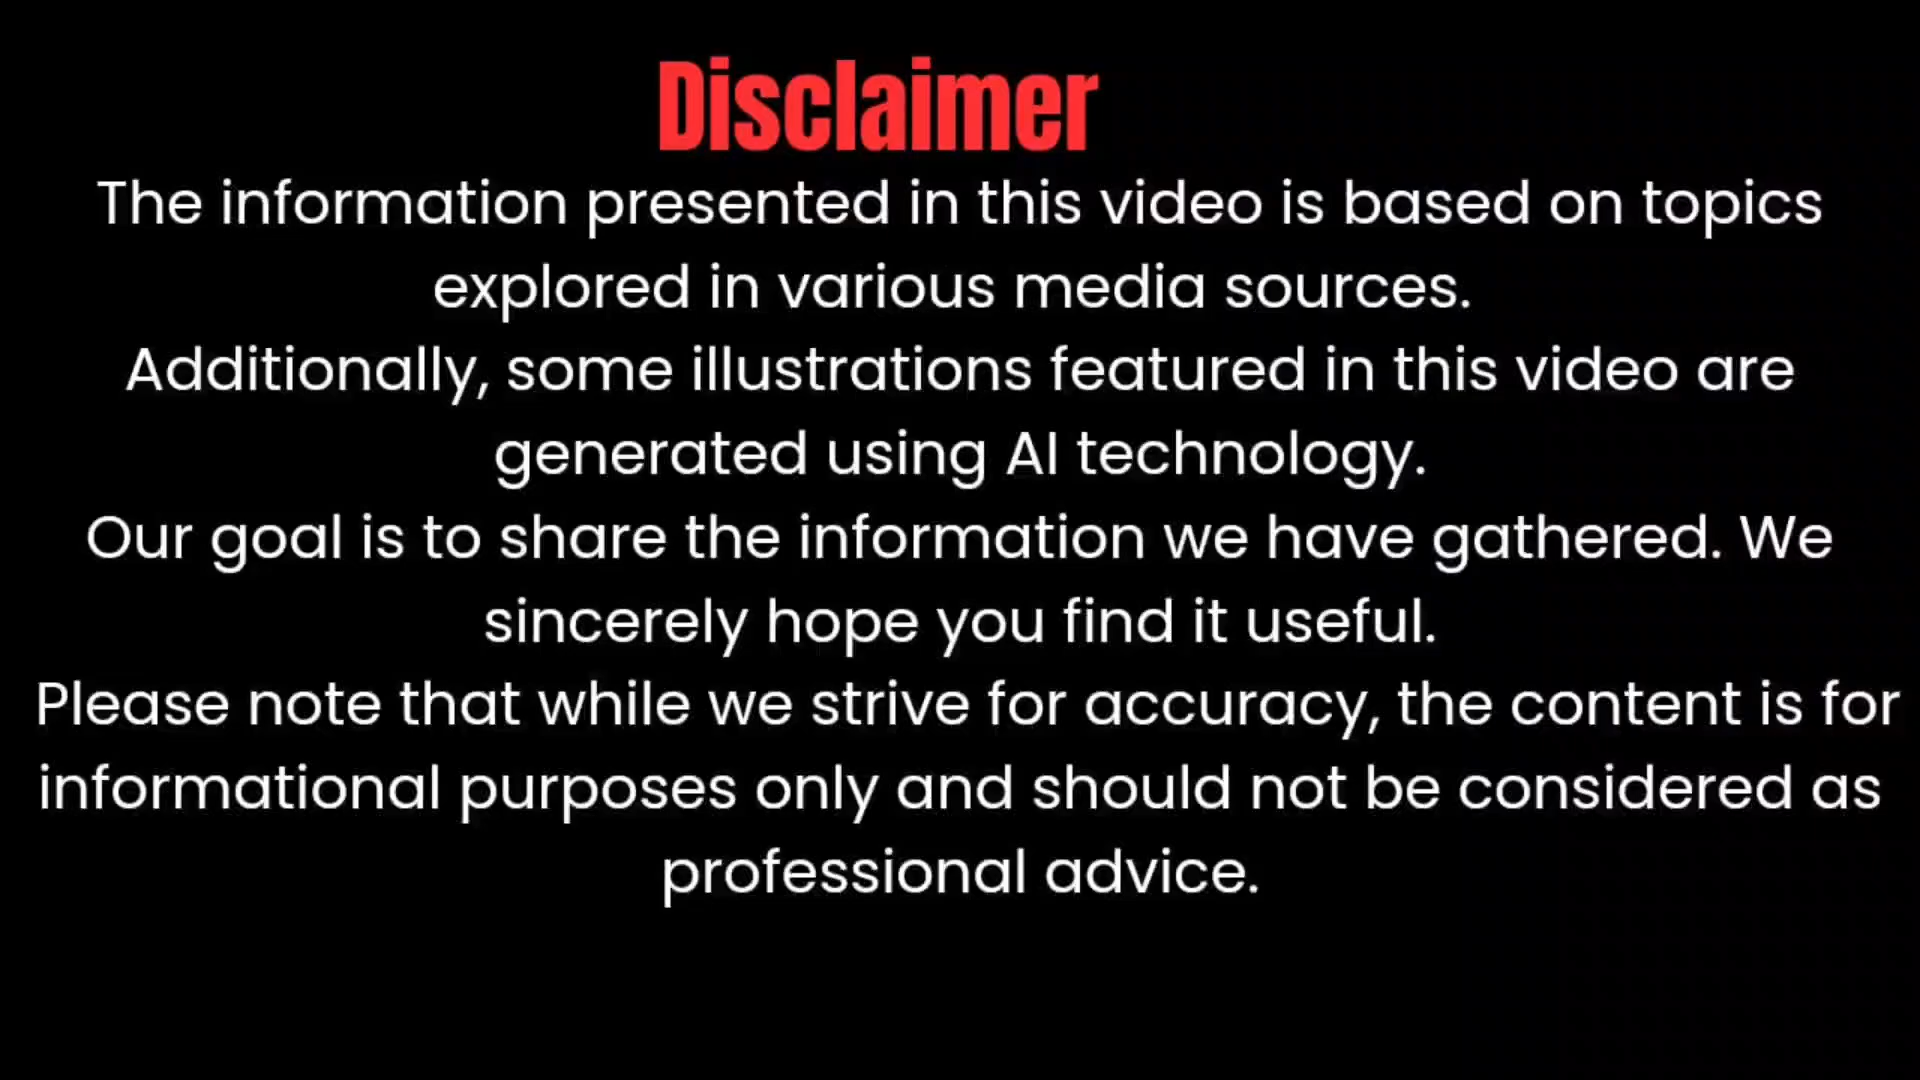 Disclaimer
The information presented in this video is based on topics
explored in various media sources.
Additionally, some illustrations featured in this video are
generated using AI technology.
Our goal is to share the information we have gathered. We
sincerely hope you find it useful.
Please note that while we strive for accuracy, the content is for
informational purposes only and should not be considered as
professional advice.